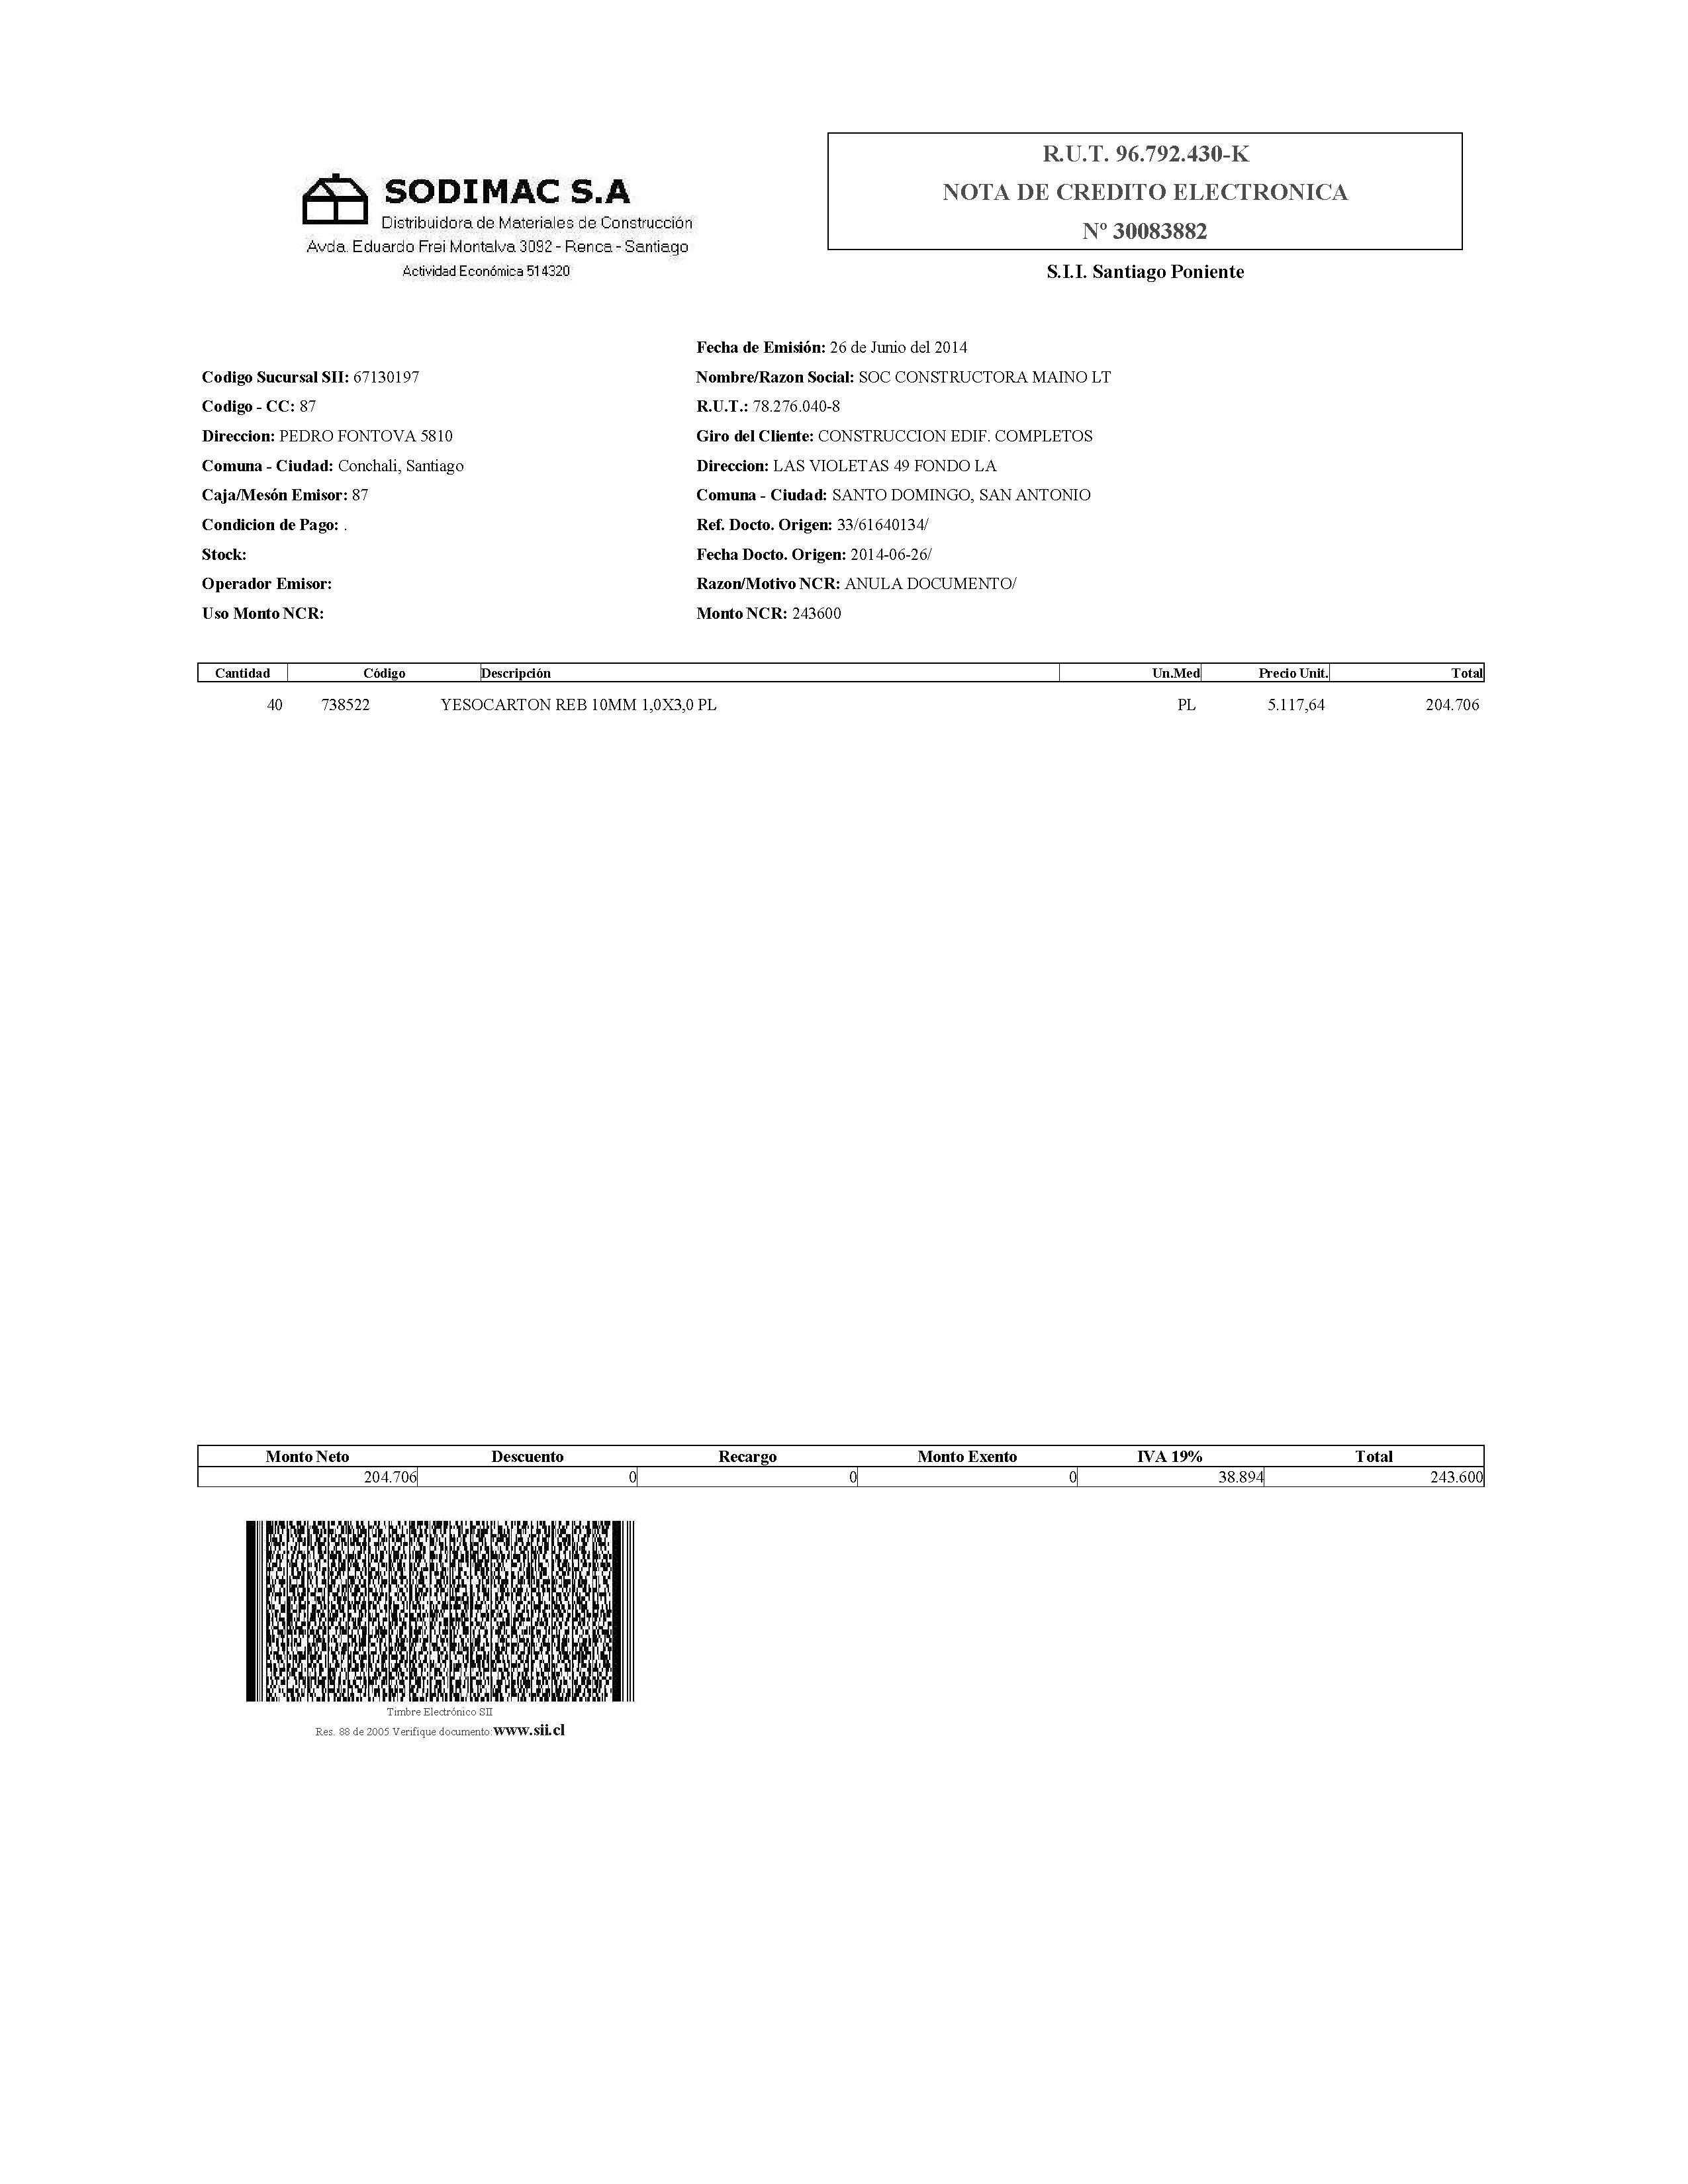 SODIMAC S.A
Distribuidora de Materiales de Construcción
Avda. Eduardo Frei Montalva 3092 - Renca - Santiago
Actividad Económica 514320
R.U.T. 96.792.430-K
NOTA DE CREDITO ELECTRONICA
Nº 30083882
S.I.I. Santiago Poniente
Fecha de Emisión: 26 de Junio del 2014
Codigo Sucursal SII: 67130197 Nombre/Razon Social: SOC CONSTRUCTORA MAINO LT
Codigo - CC: 87 R.U.T.: 78.276.040-8
Direccion: PEDRO FONTOVA 5810 Giro del Cliente: CONSTRUCCION EDIF. COMPLETOS
Comuna - Ciudad: Conchali, Santiago Direccion: LAS VIOLETAS 49 FONDO LA
Caja/Mesón Emisor: 87 Comuna - Ciudad: SANTO DOMINGO, SAN ANTONIO
Condicion de Pago: . Ref. Docto. Origen: 33/61640134/
Stock: Fecha Docto. Origen: 2014-06-26/
Operador Emisor: Razon/Motivo NCR: ANULA DOCUMENTO/
Uso Monto NCR: Monto NCR: 243600
Cantidad Código Descripción Un.Med Precio Unit. Total
40 738522 YESOCARTON REB 10MM 1,0X3,0 PL PL 5.117,64 204.706
Monto Neto Descuento Recargo Monto Exento IVA 19% Total
204.706 0 0 0 38.894 243.600
Timbre Electrónico SII
Res. 88 de 2005 Verifique documento: www.sii.cl